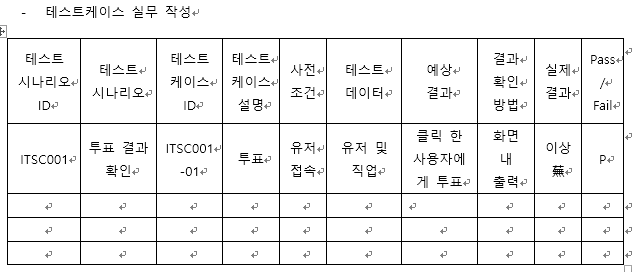 - 테스트케이스 실무 작성
테스트 시나리오 ID
테스트 시나리오
테스트 케이스 ID
테스트 케이스 설명
사전 조건
테스트 데이터
예상 결과
결과 확인 방법
실제 결과
Pass / Fail
ITSC001
투표 결과 확인
ITSC001 -01
투표
유저 접속
유저 및 직업
클릭 한 사용자에 게 투표
화면 내 출력
이상 蕪
P